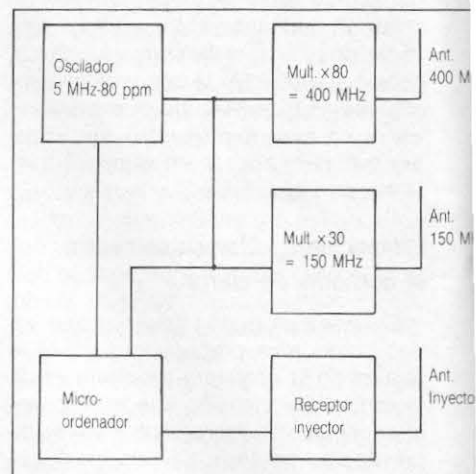 Oscilador
5 MHz-80 ppm
Mult. ×80
= 400 MHz
Ant.
400 M
Mult. ×30
= 150 MHz
Ant.
150 M
Micro-
ordenador
Receptor
inyector
Ant.
Inyecto